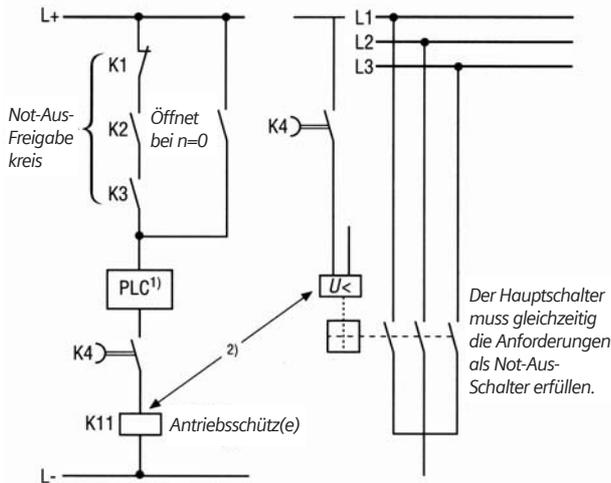 L+
K1
Not-Aus-
Freigabe
kreis
K2
Öffnet
bei n=0
K3
PLC1)
K4
2)
K11
Antriebsschütz(e)
L-
L1
L2
L3
K4
U<
Der Hauptschalter
muss gleichzeitig
die Anforderungen
als Not-Aus-
Schalter erfüllen.